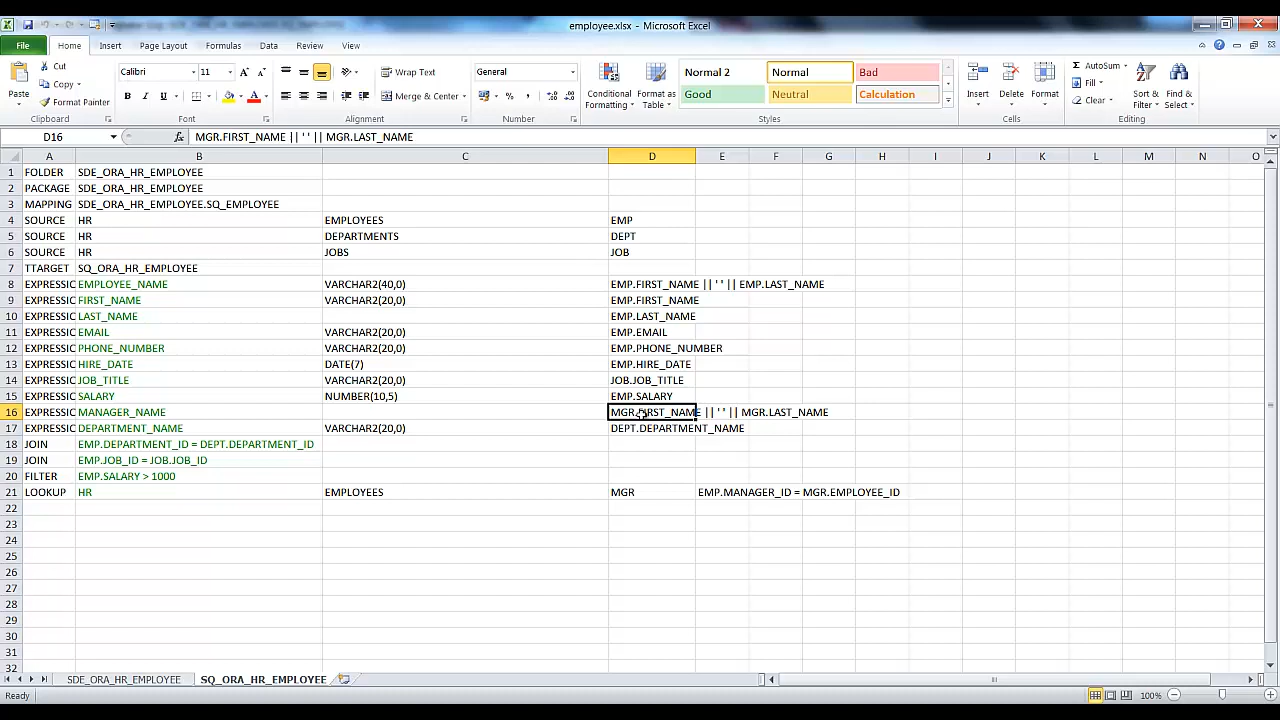 employee.xlsx - Microsoft Excel
File Home Insert Page Layout Formulas Data Review View
Paste Cut Copy Format Painter Clipboard
Calibri 11 A A B I U A Font
Wrap Text Merge & Center Alignment
General $ % , Number
Conditional Formatting Format as Table
Normal 2 Normal Bad
Good Neutral Calculation
Styles
Insert Delete Format Cells
Σ AutoSum Fill Clear Sort & Filter Find & Select Editing
D16 fx MGR.FIRST_NAME || ' ' || MGR.LAST_NAME
A B C D E F G H I J K L M N O
1 FOLDER SDE_ORA_HR_EMPLOYEE
2 PACKAGE SDE_ORA_HR_EMPLOYEE
3 MAPPING SDE_ORA_HR_EMPLOYEE.SQ_EMPLOYEE
4 SOURCE HR EMPLOYEES EMP
5 SOURCE HR DEPARTMENTS DEPT
6 SOURCE HR JOBS JOB
7 TTARGET SQ_ORA_HR_EMPLOYEE
8 EXPRESSIC EMPLOYEE_NAME VARCHAR2(40,0) EMP.FIRST_NAME || ' ' || EMP.LAST_NAME
9 EXPRESSIC FIRST_NAME VARCHAR2(20,0) EMP.FIRST_NAME
10 EXPRESSIC LAST_NAME EMP.LAST_NAME
11 EXPRESSIC EMAIL VARCHAR2(20,0) EMP.EMAIL
12 EXPRESSIC PHONE_NUMBER VARCHAR2(20,0) EMP.PHONE_NUMBER
13 EXPRESSIC HIRE_DATE DATE(7) EMP.HIRE_DATE
14 EXPRESSIC JOB_TITLE VARCHAR2(20,0) JOB.JOB_TITLE
15 EXPRESSIC SALARY NUMBER(10,5) EMP.SALARY
16 EXPRESSIC MANAGER_NAME MGR.FIRST_NAME || ' ' || MGR.LAST_NAME
17 EXPRESSIC DEPARTMENT_NAME VARCHAR2(20,0) DEPT.DEPARTMENT_NAME
18 JOIN EMP.DEPARTMENT_ID = DEPT.DEPARTMENT_ID
19 JOIN EMP.JOB_ID = JOB.JOB_ID
20 FILTER EMP.SALARY > 1000
21 LOOKUP HR EMPLOYEES MGR EMP.MANAGER_ID = MGR.EMPLOYEE_ID
22
23
24
25
26
27
28
29
30
31
32
SDE_ORA_HR_EMPLOYEE SQ_ORA_HR_EMPLOYEE
Ready 100%